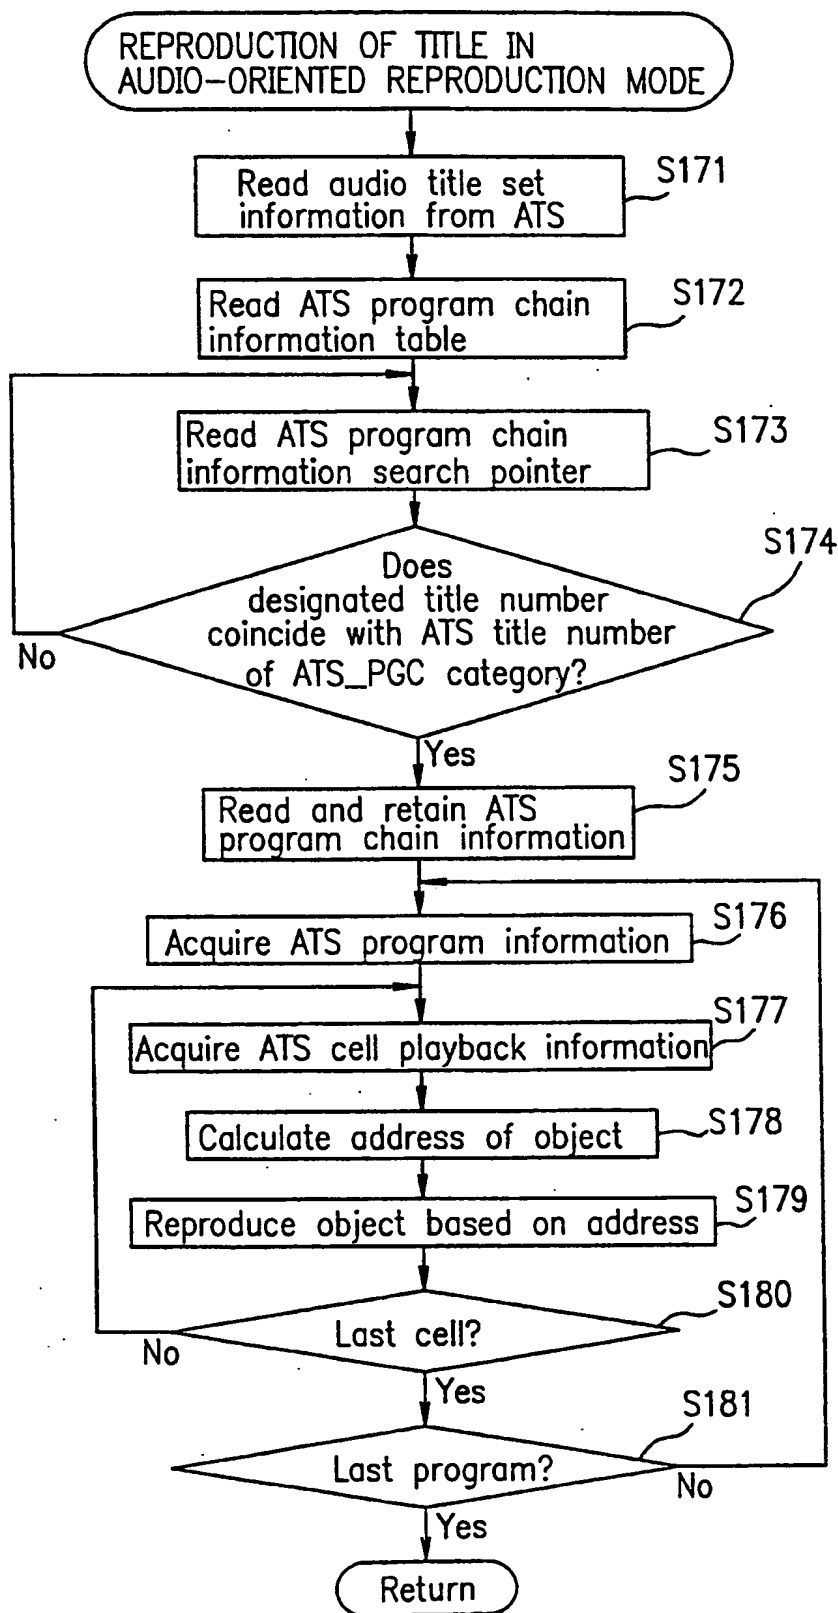 REPRODUCTION OF TITLE IN
AUDIO-ORIENTED REPRODUCTION MODE
S171
Read audio title set
information from ATS
S172
Read ATS program chain
information table
S173
Read ATS program chain
information search pointer
S174
Does
designated title number
coincide with ATS title number
of ATS_PGC category?
No
Yes
S175
Read and retain ATS
program chain information
S176
Acquire ATS program information
S177
Acquire ATS cell playback information
S178
Calculate address of object
S179
Reproduce object based on address
S180
Last cell?
No
Yes
S181
Last program?
No
Yes
Return